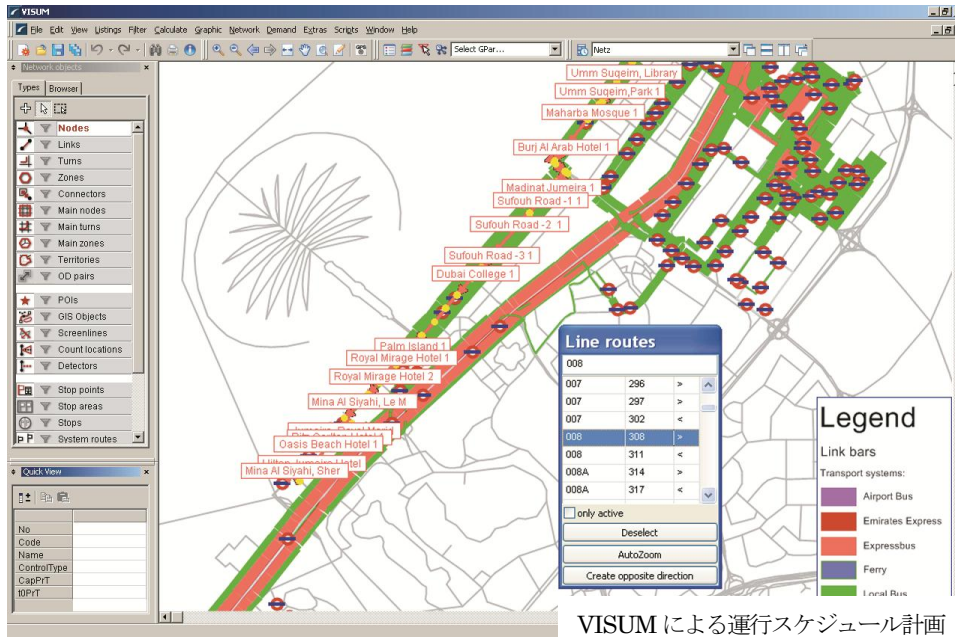 VISUM
File Edit View Listings Filter Calculate Graphic Network Demand Extras Scripts Window Help
Select GPar...
Netz
Network objects
Types Browser
Nodes
Links
Turns
Zones
Connectors
Main nodes
Main turns
Main zones
Territories
OD pairs
POIs
GIS Objects
Screenlines
Count locations
Detectors
Stop points
Stop areas
Stops
System routes
Quick View
No
Code
Name
ControlType
CapPrT
t0PrT
Umm Suqeim, Library
Umm Suqeim,Park 1
Maharba Mosque 1
Burj Al Arab Hotel 1
Madinat Jumeira 1
Sufouh Road -1 1
Sufouh Road -2 1
Sufouh Road -3 1
Dubai College 1
Palm Island 1
Royal Mirage Hotel 1
Royal Mirage Hotel 2
Mina Al Siyahi, Le M
Oasis Beach Hotel 1
Mina Al Siyahi, Sher
Line routes
008
007 296 >
007 297 >
007 302 <
008 308 >
008 311 <
008A 314 >
008A 317 <
only active
Deselect
AutoZoom
Create opposite direction
Legend
Link bars
Transport systems:
Airport Bus
Emirates Express
Expressbus
Ferry
Local Bus
VISUM による運行スケジュール計画